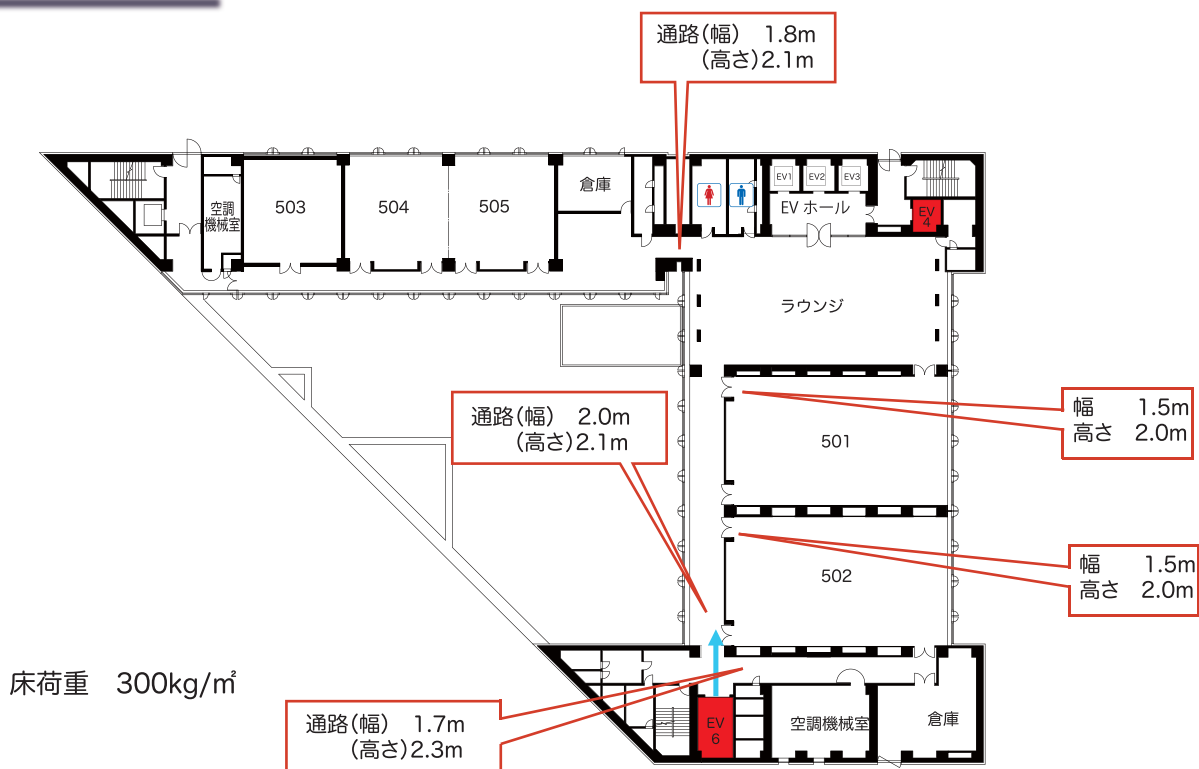 通路(幅) 1.8m
(高さ)2.1m
503
504
505
倉庫
空調
機械室
EV1
EV2
EV3
EVホール
EV
4
ラウンジ
通路(幅) 2.0m
(高さ)2.1m
幅 1.5m
高さ 2.0m
501
502
幅 1.5m
高さ 2.0m
床荷重 300kg/㎡
通路(幅) 1.7m
(高さ)2.3m
EV
6
空調機械室
倉庫